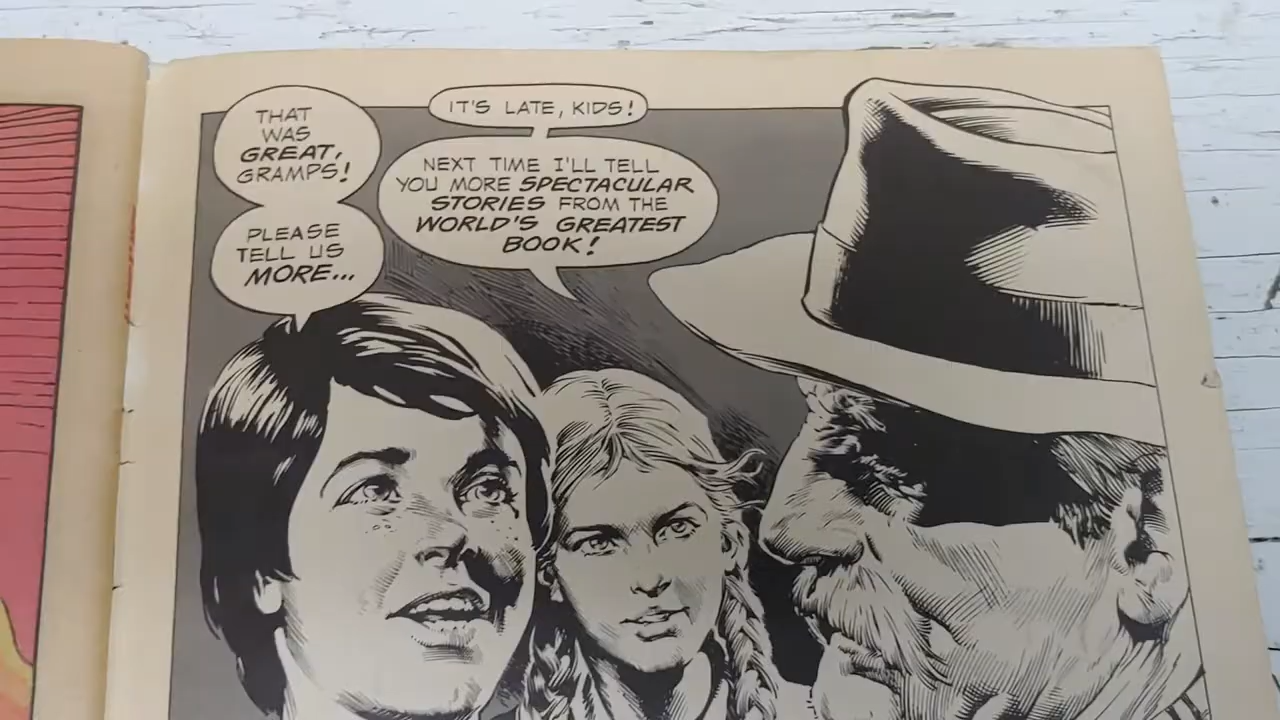 THAT
WAS
GREAT,
GRAMPS!
PLEASE
TELL US
MORE...
IT'S LATE, KIDS!
NEXT TIME I'LL TELL
YOU MORE SPECTACULAR
STORIES FROM THE
WORLD'S GREATEST
BOOK!